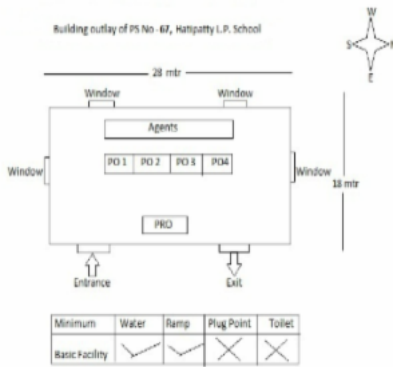 Building outlay of PS No -67, Hatipatty L.P. School
W
S N
E
28 mtr
Window Window
Agents
PO 1 PO 2 PO 3 PO4
Window Window
18 mtr
PRO
Entrance Exit
Minimum Water Ramp Plug Point Toilet
Basic Facility